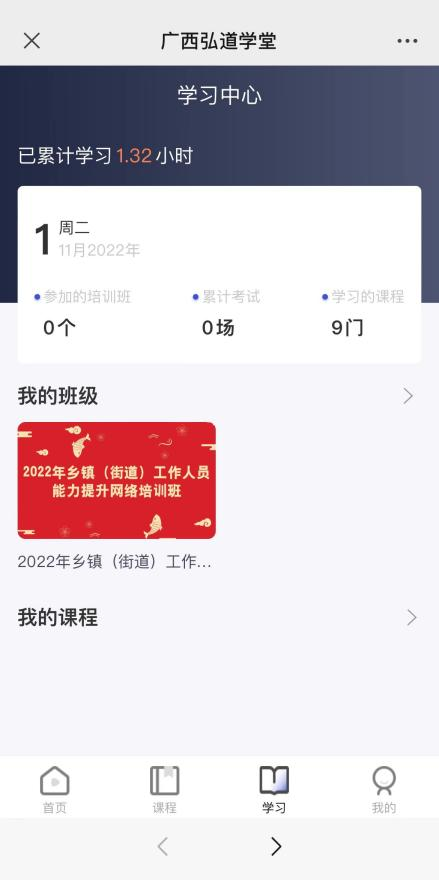 广西弘道学堂
学习中心
已累计学习1.32小时
1
周二
11月2022年
参加的培训班
累计考试
学习的课程
0个
0场
9门
我的班级
2022年乡镇（街道）工作人员
能力提升网络培训班
2022年乡镇（街道）工作...
我的课程
首页
课程
学习
我的